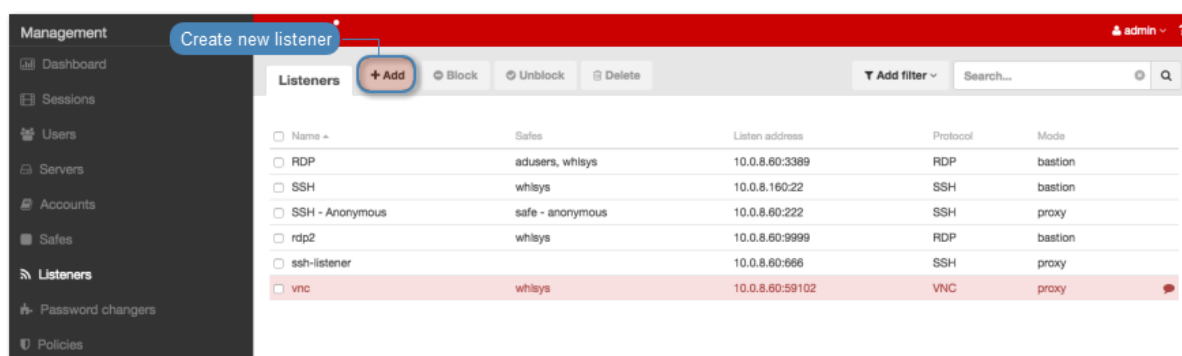 Management
Create new listener
admin
?
Dashboard
Sessions
Users
Servers
Accounts
Safes
Listeners
Password changers
Policies
Listeners
+ Add
Block
Unblock
Delete
Add filter
Search...
Name Safes Listen address Protocol Mode
RDP adusers, whlsys 10.0.8.60:3389 RDP bastion
SSH whlsys 10.0.8.160:22 SSH bastion
SSH - Anonymous safe - anonymous 10.0.8.60:222 SSH proxy
rdp2 whlsys 10.0.8.60:9999 RDP bastion
ssh-listener 10.0.8.60:666 SSH proxy
vnc whlsys 10.0.8.60:59102 VNC proxy